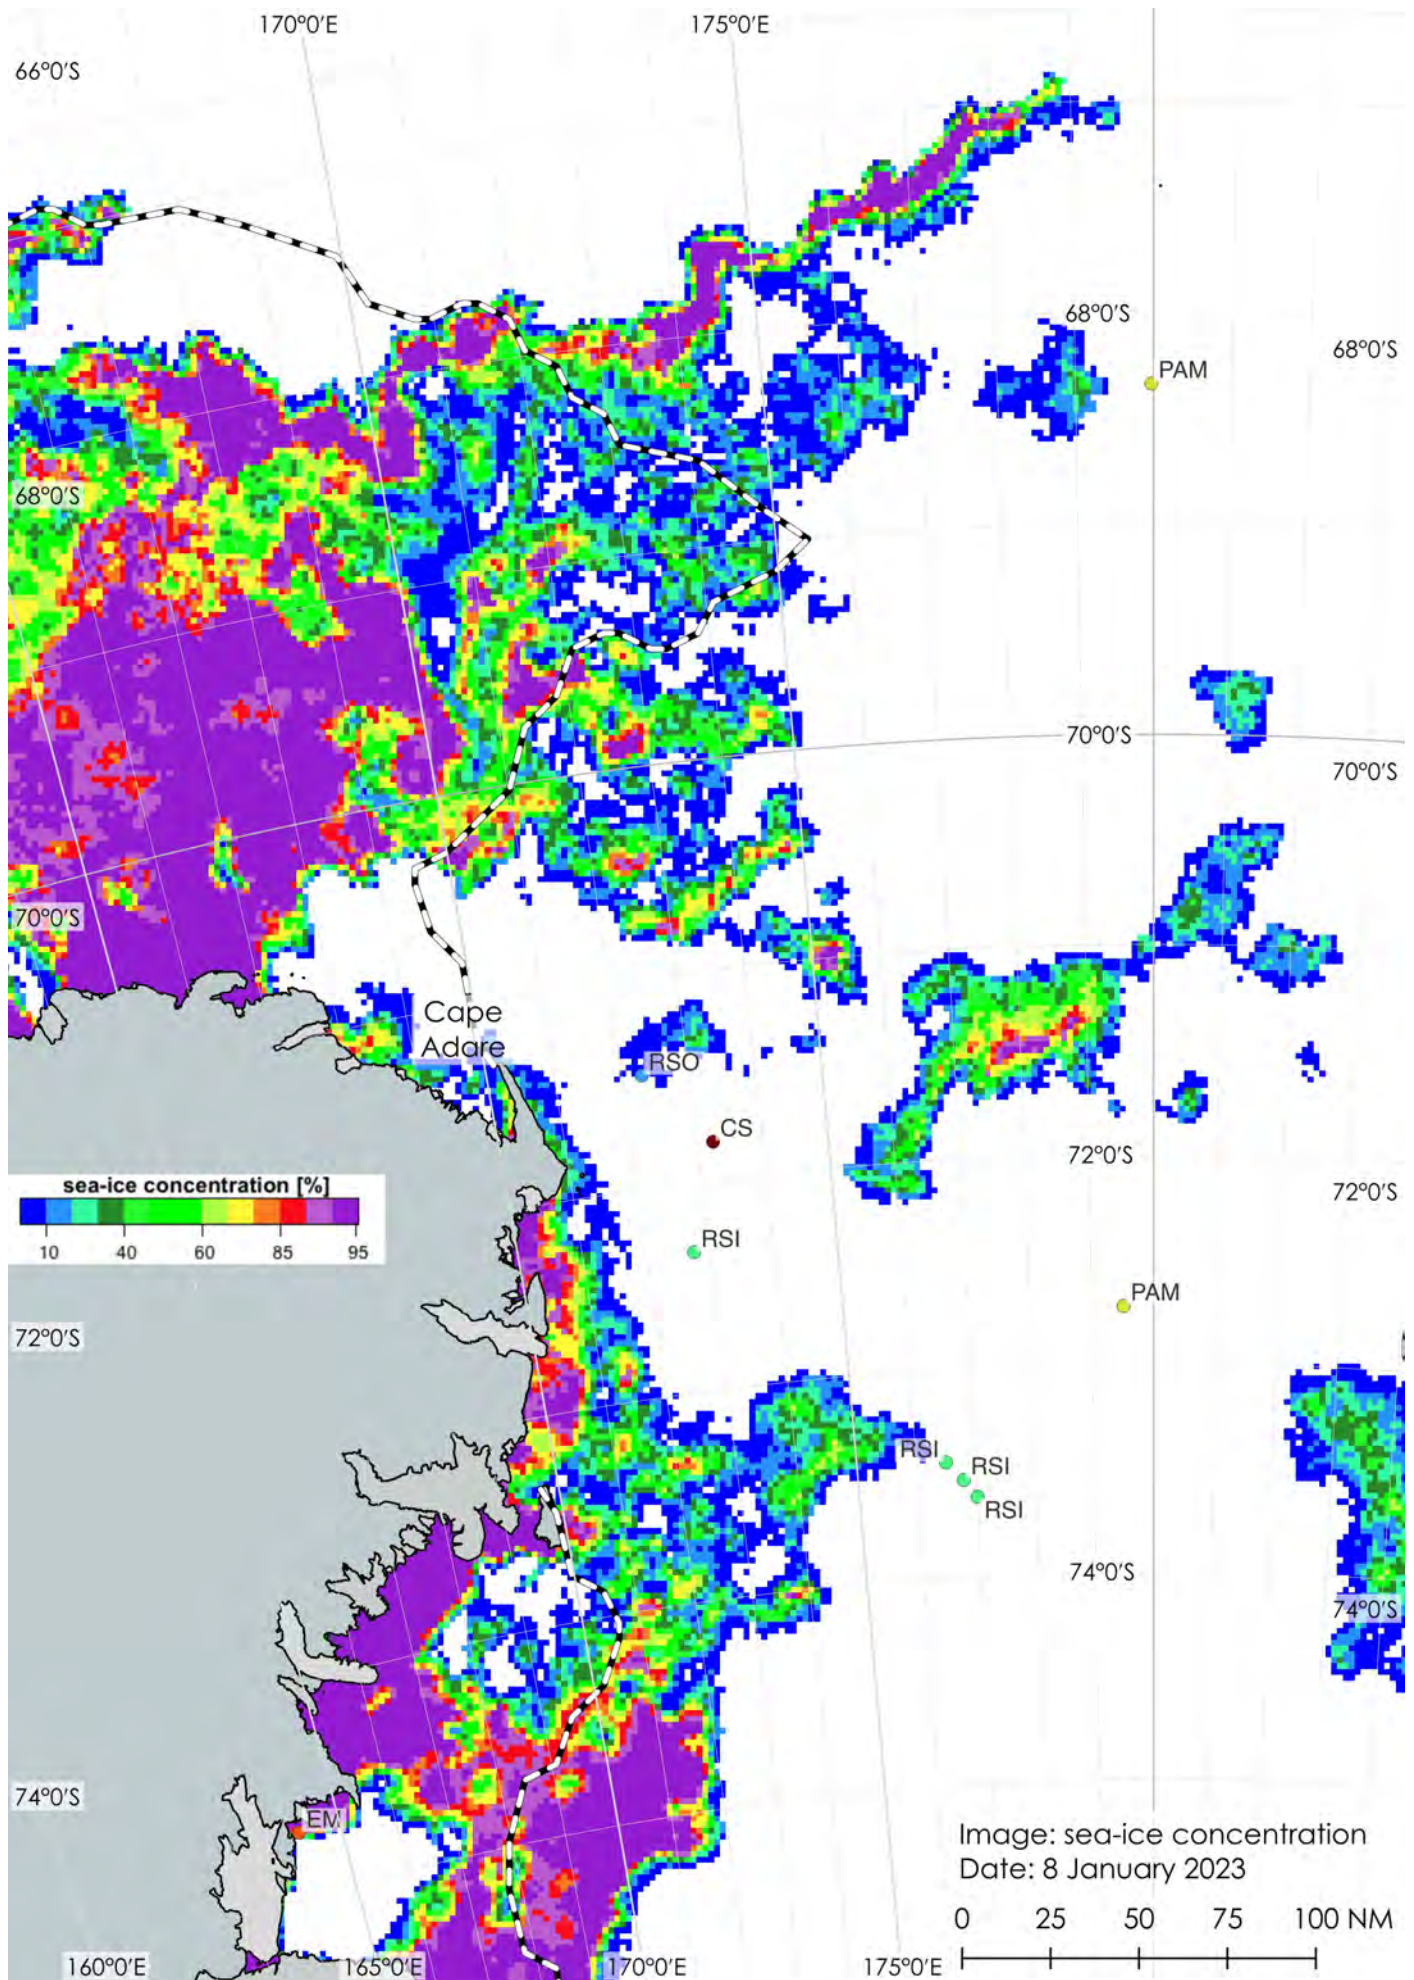 170°0'E 175°0'E
66°0'S
68°0'S
68°0'S
PAM
68°0'S
70°0'S
70°0'S
70°0'S
Cape
Adare
RSO
CS
72°0'S
sea-ice concentration [%]
72°0'S
10 40 60 85 95
RSI
PAM
72°0'S
RSI
RSI
RSI
74°0'S
74°0'S
74°0'S
EM
Image: sea-ice concentration
Date: 8 January 2023
0 25 50 75 100 NM
160°0'E 165°0'E 170°0'E 175°0'E